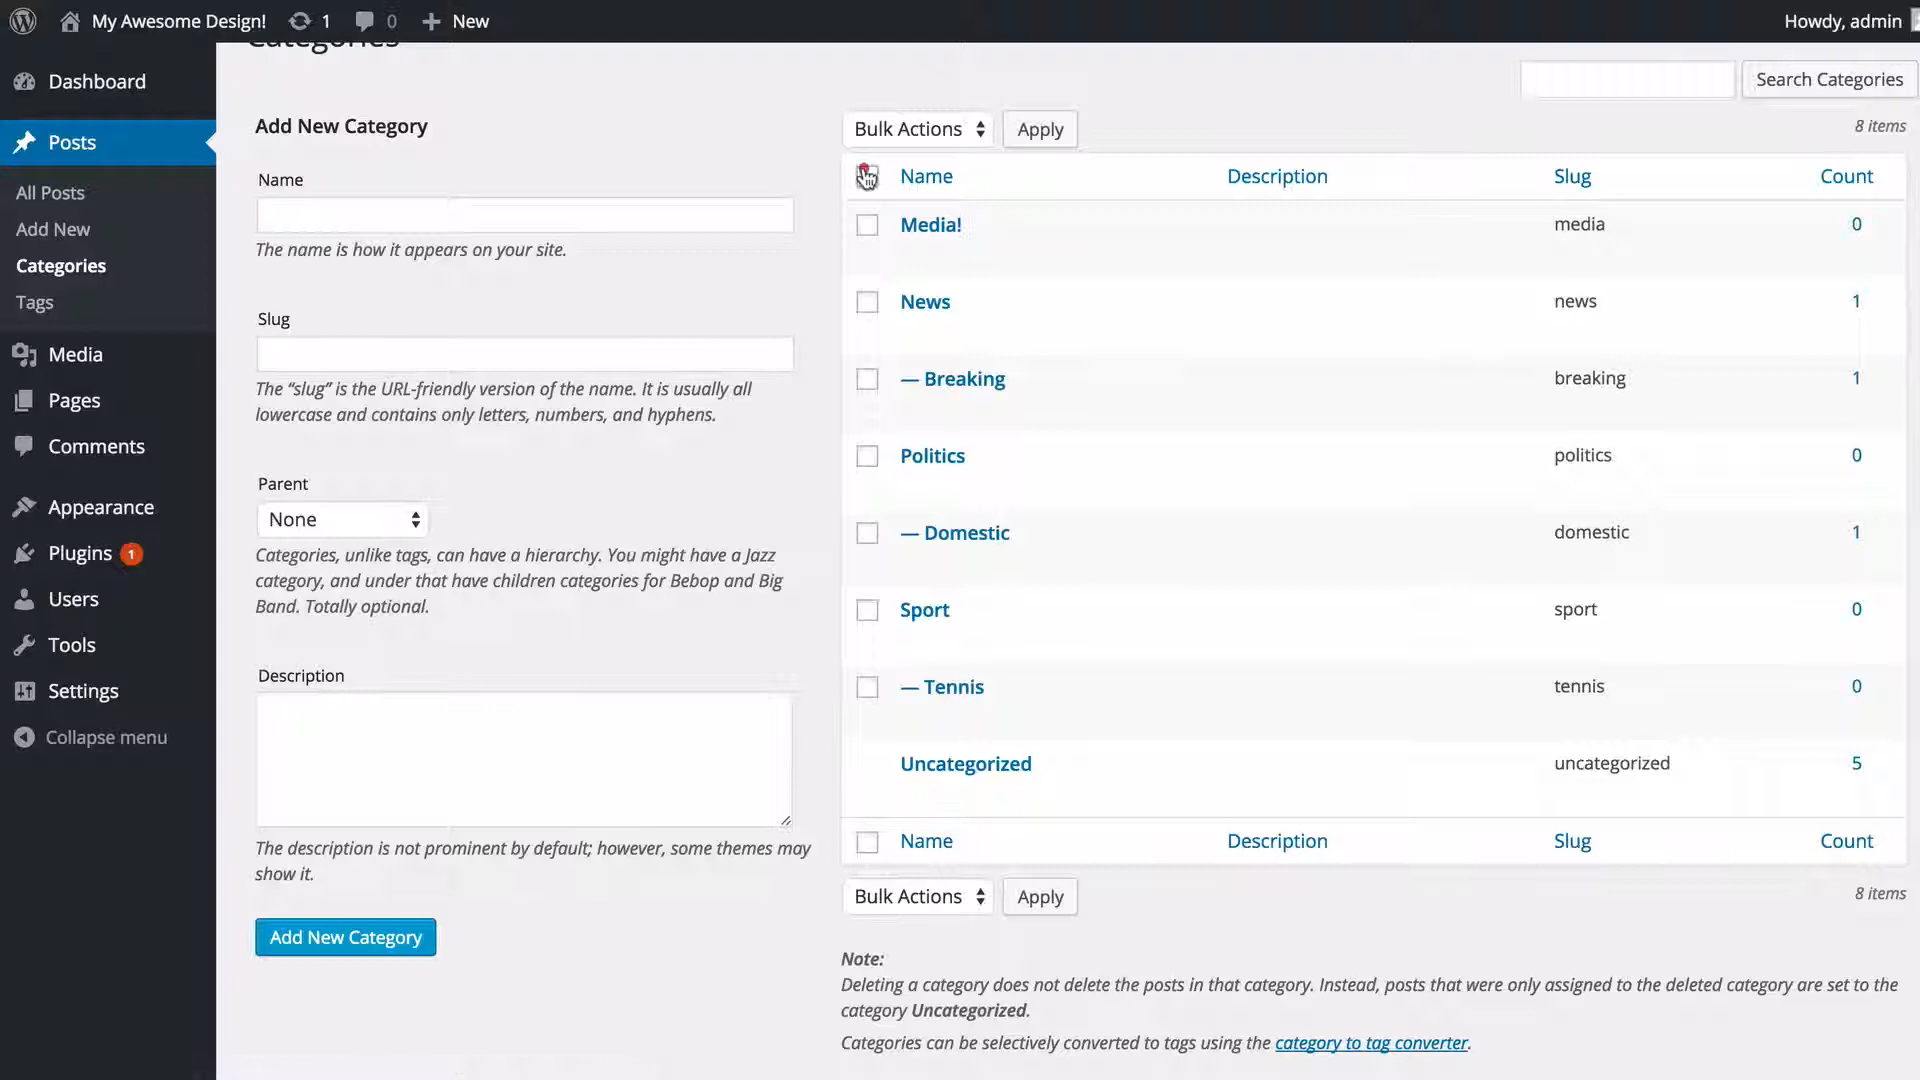 My Awesome Design! 1 0 New Howdy, admin
Categories
Dashboard
Posts
All Posts
Add New
Categories
Tags
Media
Pages
Comments
Appearance
Plugins 1
Users
Tools
Settings
Collapse menu
Search Categories
Add New Category
Name
The name is how it appears on your site.
Slug
The “slug” is the URL-friendly version of the name. It is usually all
lowercase and contains only letters, numbers, and hyphens.
Parent
None
Categories, unlike tags, can have a hierarchy. You might have a Jazz
category, and under that have children categories for Bebop and Big
Band. Totally optional.
Description
The description is not prominent by default; however, some themes may
show it.
Add New Category
Bulk Actions Apply 8 items
Name Description Slug Count
Media! media 0
News news 1
— Breaking breaking 1
Politics politics 0
— Domestic domestic 1
Sport sport 0
— Tennis tennis 0
Uncategorized uncategorized 5
Name Description Slug Count
Bulk Actions Apply 8 items
Note:
Deleting a category does not delete the posts in that category. Instead, posts that were only assigned to the deleted category are set to the
category Uncategorized.
Categories can be selectively converted to tags using the category to tag converter.